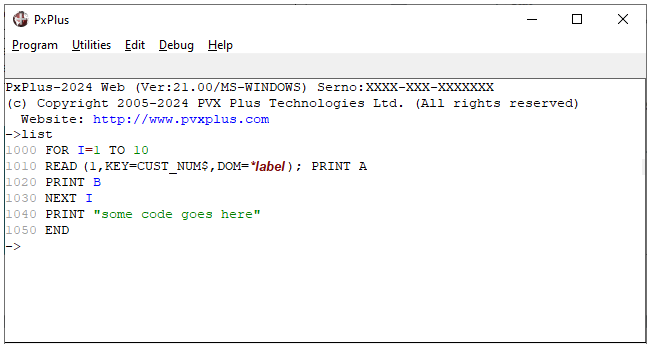 PxPlus
Program Utilities Edit Debug Help
PxPlus-2024 Web (Ver:21.00/MS-WINDOWS) Serno:XXXX-XXX-XXXXXXX
(c) Copyright 2005-2024 PVX Plus Technologies Ltd. (All rights reserved)
Website: http://www.pvxplus.com
->list
1000 FOR I=1 TO 10
1010 READ (1,KEY=CUST_NUM$,DOM=*label); PRINT A
1020 PRINT B
1030 NEXT I
1040 PRINT "some code goes here"
1050 END
->